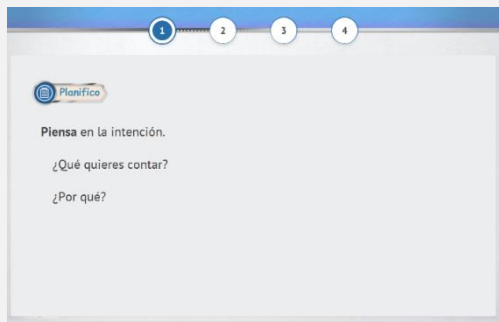 1 2 3 4
Planifico
Piensa en la intención.
¿Qué quieres contar?
¿Por qué?